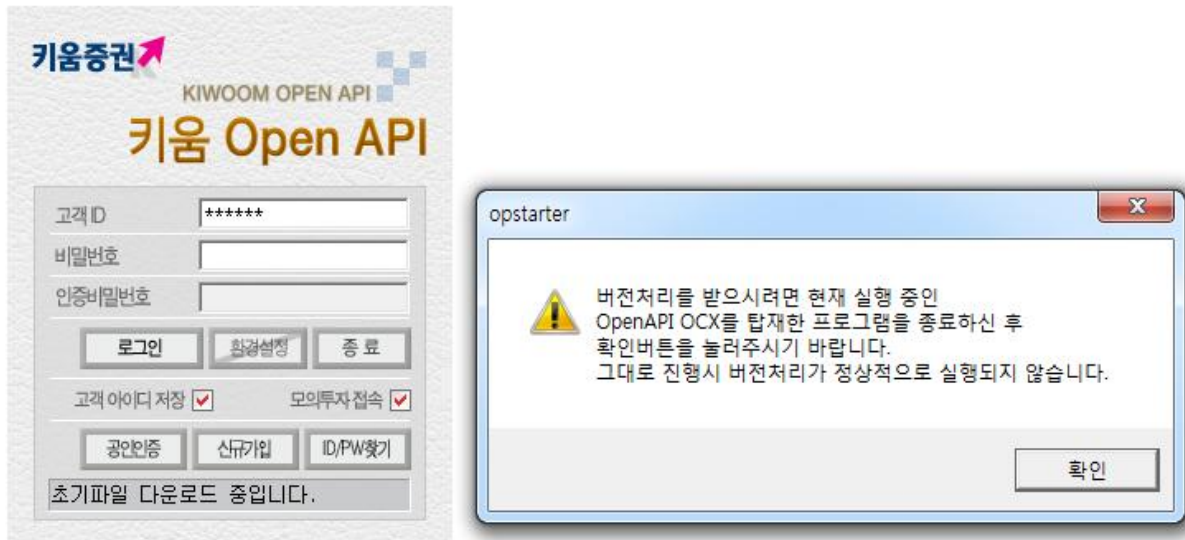 키움증권
KIWOOM OPEN API
키움 Open API
고객 ID
******
비밀번호
인증비밀번호
로그인 환경설정 종 료
고객 아이디 저장 모의투자 접속
공인인증 신규가입 ID/PW찾기
초기파일 다운로드 중입니다.
opstarter
버전처리를 받으시려면 현재 실행 중인
OpenAPI OCX를 탑재한 프로그램을 종료하신 후
확인버튼을 눌러주시기 바랍니다.
그대로 진행시 버전처리가 정상적으로 실행되지 않습니다.
확인